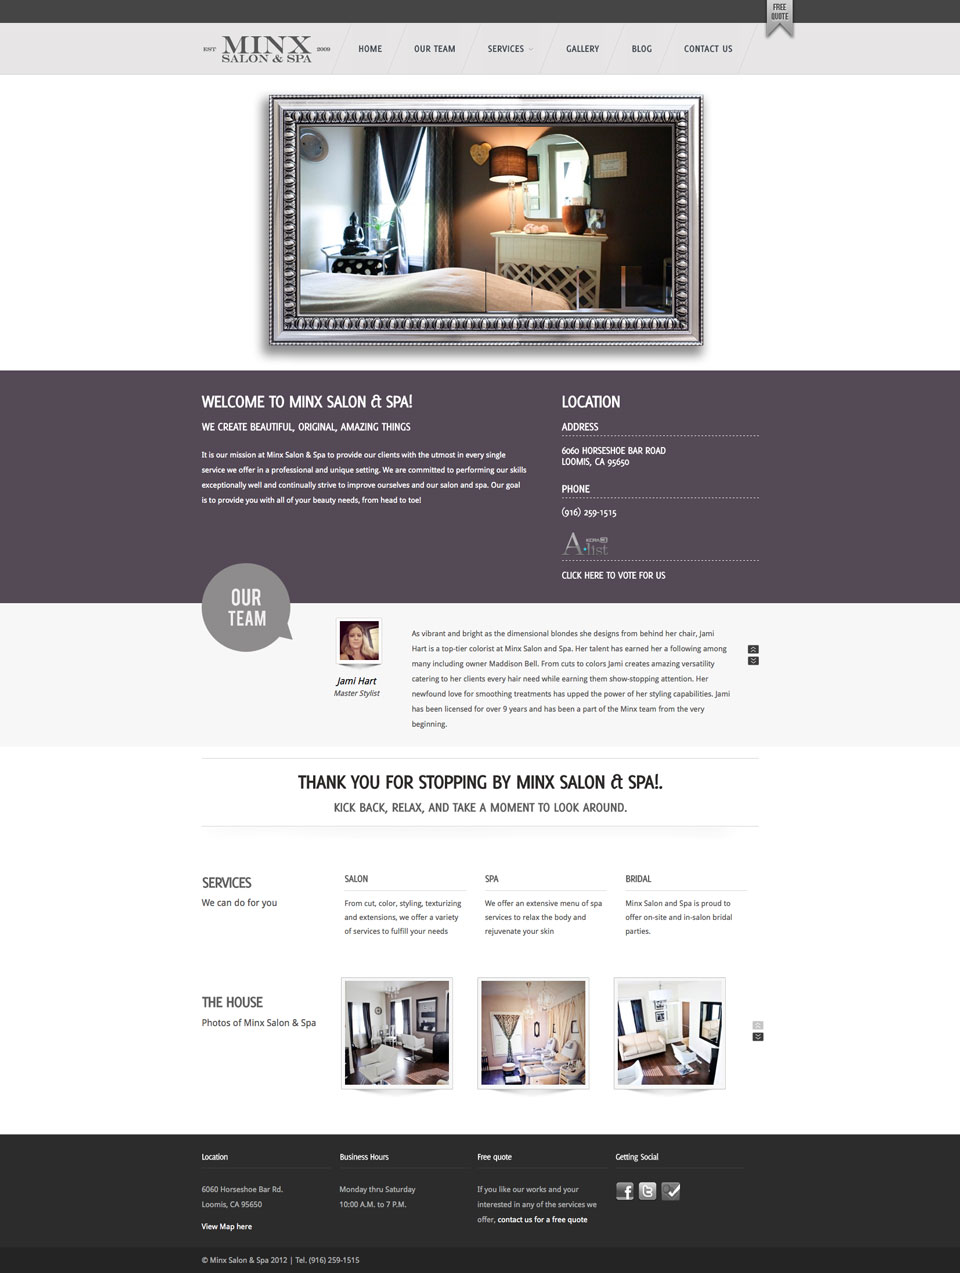 FREE
QUOTE
EST MINX 2009
SALON & SPA
HOME
OUR TEAM
SERVICES
GALLERY
BLOG
CONTACT US
WELCOME TO MINX SALON & SPA!
WE CREATE BEAUTIFUL, ORIGINAL, AMAZING THINGS
It is our mission at Minx Salon & Spa to provide our clients with the utmost in every single
service we offer in a professional and unique setting. We are committed to performing our skills
exceptionally well and continually strive to improve ourselves and our salon and spa. Our goal
is to provide you with all of your beauty needs, from head to toe!
LOCATION
ADDRESS
6060 HORSESHOE BAR ROAD
LOOMIS, CA 95650
PHONE
(916) 259-1515
KCRA
A-list
CLICK HERE TO VOTE FOR US
OUR
TEAM
Jami Hart
Master Stylist
As vibrant and bright as the dimensional blondes she designs from behind her chair, Jami
Hart is a top-tier colorist at Minx Salon and Spa. Her talent has earned her a following among
many including owner Maddison Bell. From cuts to colors Jami creates amazing versatility
catering to her clients every hair need while earning them show-stopping attention. Her
newfound love for smoothing treatments has upped the power of her styling capabilities. Jami
has been licensed for over 9 years and has been a part of the Minx team from the very
beginning.
THANK YOU FOR STOPPING BY MINX SALON & SPA!.
KICK BACK, RELAX, AND TAKE A MOMENT TO LOOK AROUND.
SERVICES
We can do for you
SALON
From cut, color, styling, texturizing
and extensions, we offer a variety
of services to fulfill your needs
SPA
We offer an extensive menu of spa
services to relax the body and
rejuvenate your skin
BRIDAL
Minx Salon and Spa is proud to
offer on-site and in-salon bridal
parties.
THE HOUSE
Photos of Minx Salon & Spa
Location
6060 Horseshoe Bar Rd.
Loomis, CA 95650
View Map here
Business Hours
Monday thru Saturday
10:00 A.M. to 7 P.M.
Free quote
If you like our works and your
interested in any of the services we
offer, contact us for a free quote
Getting Social
© Minx Salon & Spa 2012 | Tel. (916) 259-1515